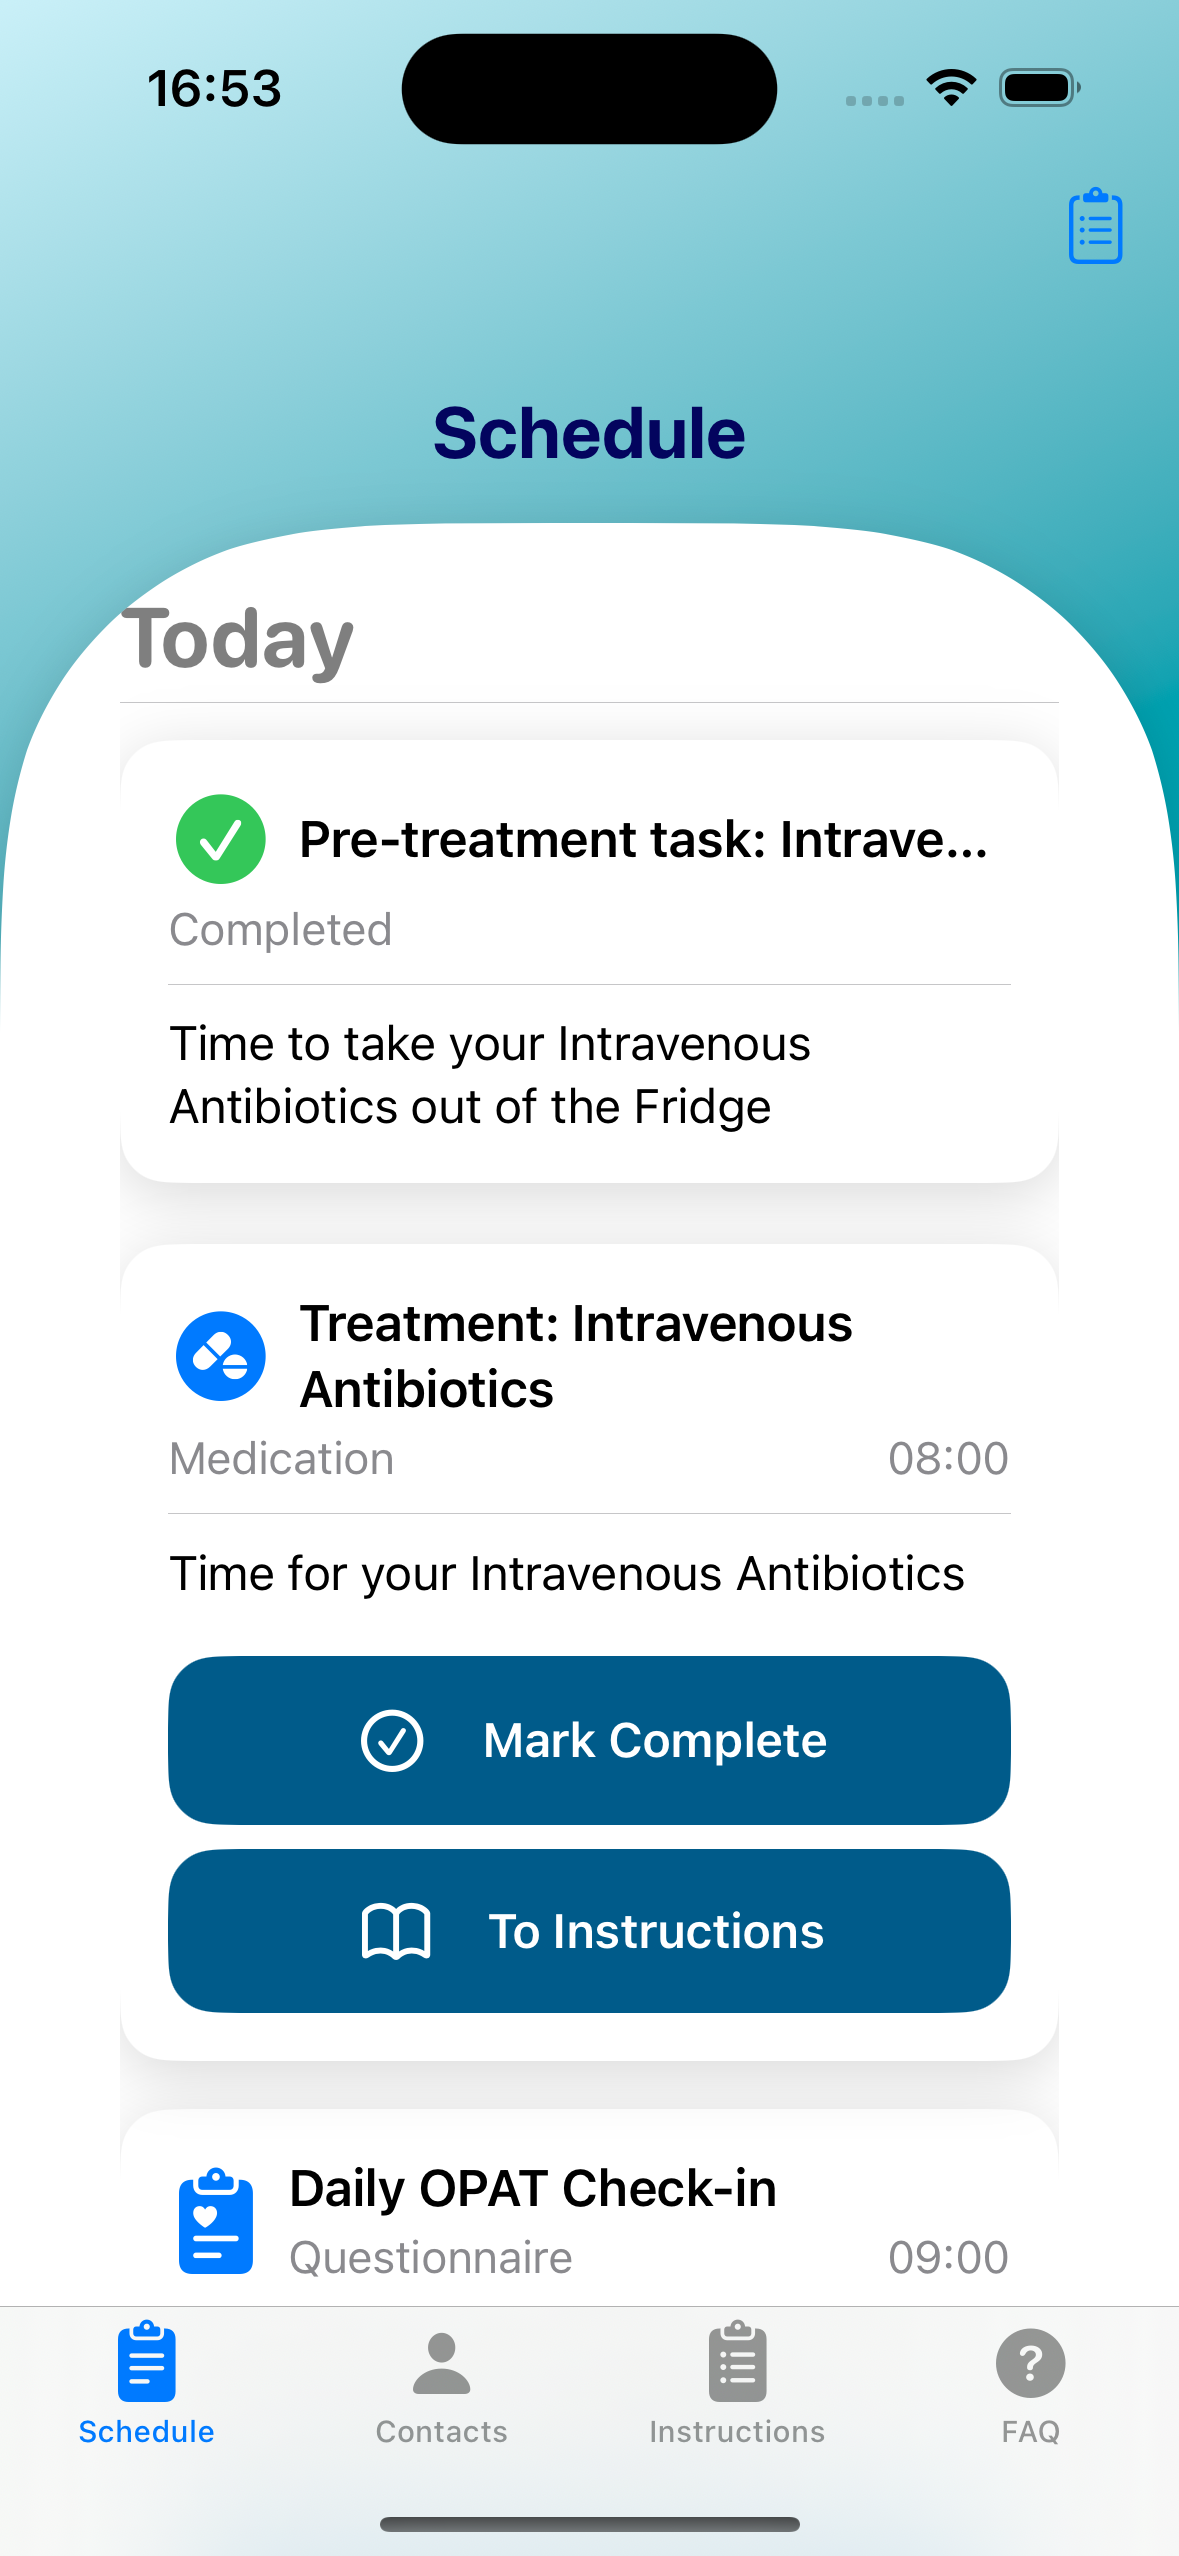 16:53
Schedule
Today
Pre-treatment task: Intrave...
Completed
Time to take your Intravenous
Antibiotics out of the Fridge
Treatment: Intravenous
Antibiotics
Medication 08:00
Time for your Intravenous Antibiotics
Mark Complete
To Instructions
Daily OPAT Check-in
Questionnaire 09:00
Schedule Contacts Instructions FAQ